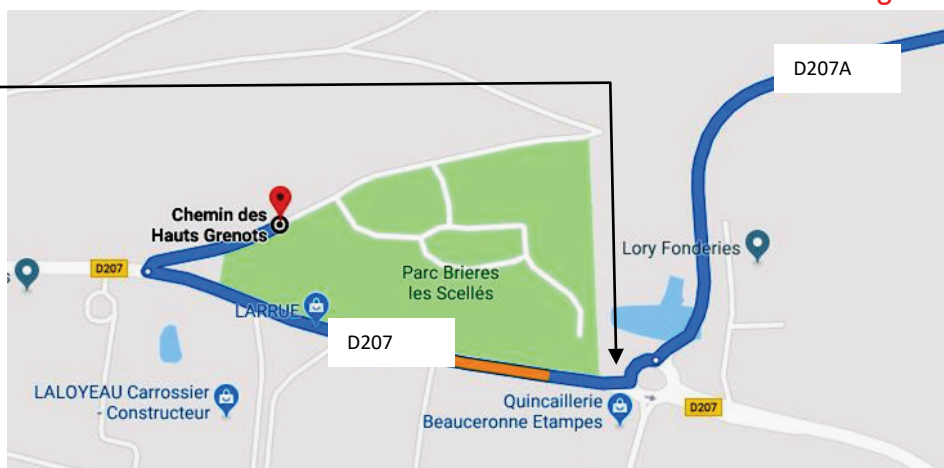 g
D207A
Chemin des
Hauts Grenots
Lory Fonderies
D207
s
Parc Brieres
les Scellés
LARRUE
D207
LALOYEAU Carrossier
- Constructeur
Quincaillerie
Beauceronne Etampes
D207